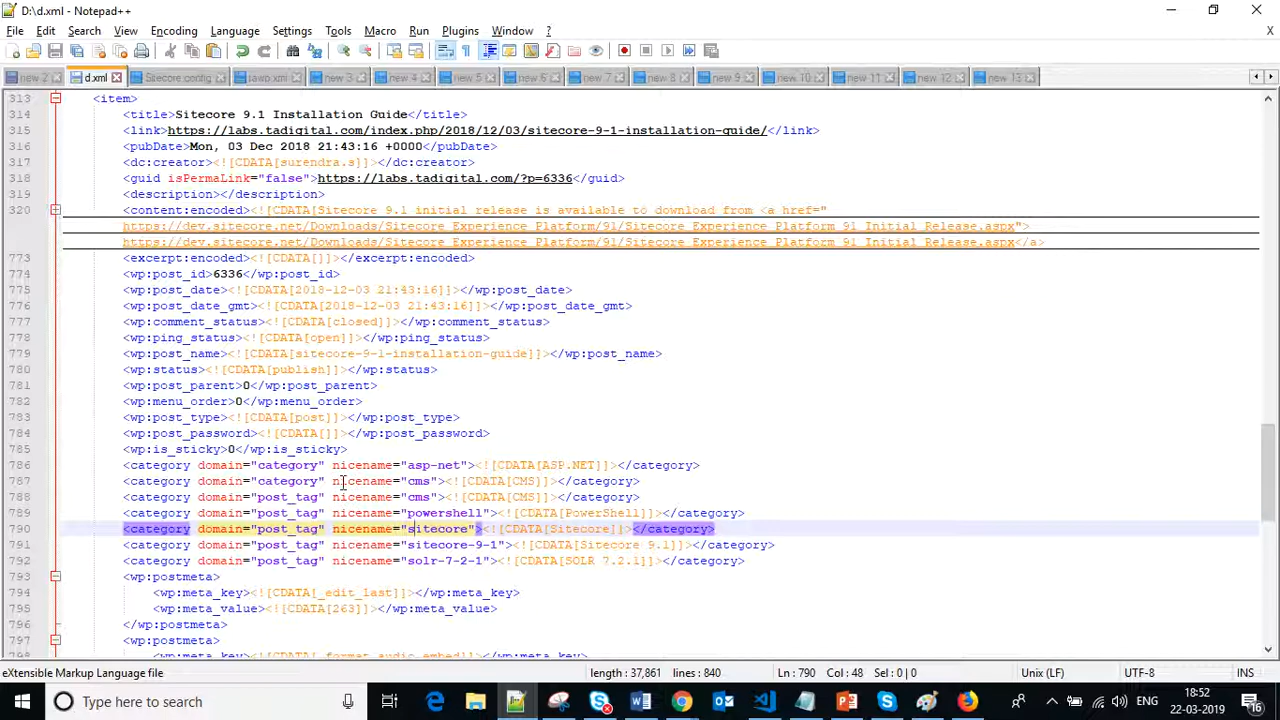 D:\d.xml - Notepad++
File Edit Search View Encoding Language Settings Tools Macro Run Plugins Window ? X
new 2 d.xml Sitecore.config iawp.xml new 3 new 4 new 5 new 6 new 7 new 8 new 9 new 10 new 11 new 12 new 13
313 <item>
314 <title>Sitecore 9.1 Installation Guide</title>
315 <link>https://labs.tadigital.com/index.php/2018/12/03/sitecore-9-1-installation-guide/</link>
316 <pubDate>Mon, 03 Dec 2018 21:43:16 +0000</pubDate>
317 <dc:creator><![CDATA[surendra.s]]></dc:creator>
318 <guid isPermaLink="false">https://labs.tadigital.com/?p=6336</guid>
319 <description></description>
320 <content:encoded><![CDATA[Sitecore 9.1 initial release is available to download from <a href="
https://dev.sitecore.net/Downloads/Sitecore_Experience_Platform/91/Sitecore_Experience_Platform_91_Initial_Release.aspx">
https://dev.sitecore.net/Downloads/Sitecore_Experience_Platform/91/Sitecore_Experience_Platform_91_Initial_Release.aspx</a>
773 <excerpt:encoded><![CDATA[]]></excerpt:encoded>
774 <wp:post_id>6336</wp:post_id>
775 <wp:post_date><![CDATA[2018-12-03 21:43:16]]></wp:post_date>
776 <wp:post_date_gmt><![CDATA[2018-12-03 21:43:16]]></wp:post_date_gmt>
777 <wp:comment_status><![CDATA[closed]]></wp:comment_status>
778 <wp:ping_status><![CDATA[open]]></wp:ping_status>
779 <wp:post_name><![CDATA[sitecore-9-1-installation-guide]]></wp:post_name>
780 <wp:status><![CDATA[publish]]></wp:status>
781 <wp:post_parent>0</wp:post_parent>
782 <wp:menu_order>0</wp:menu_order>
783 <wp:post_type><![CDATA[post]]></wp:post_type>
784 <wp:post_password><![CDATA[]]></wp:post_password>
785 <wp:is_sticky>0</wp:is_sticky>
786 <category domain="category" nicename="asp-net"><![CDATA[ASP.NET]]></category>
787 <category domain="category" nicename="cms"><![CDATA[CMS]]></category>
788 <category domain="post_tag" nicename="cms"><![CDATA[CMS]]></category>
789 <category domain="post_tag" nicename="powershell"><![CDATA[PowerShell]]></category>
790 <category domain="post_tag" nicename="sitecore"><![CDATA[Sitecore]]></category>
791 <category domain="post_tag" nicename="sitecore-9-1"><![CDATA[Sitecore 9.1]]></category>
792 <category domain="post_tag" nicename="solr-7-2-1"><![CDATA[SOLR 7.2.1]]></category>
793 <wp:postmeta>
794 <wp:meta_key><![CDATA[_edit_last]]></wp:meta_key>
795 <wp:meta_value><![CDATA[263]]></wp:meta_value>
796 </wp:postmeta>
797 <wp:postmeta>
<wp:meta_key><![CDATA[_format_audio_embed]]></wp:meta_key>
eXtensible Markup Language file length : 37,861 lines : 840 Ln : 790 Col : 48 Sel : 0 | 0 Unix (LF) UTF-8 INS
Type here to search ENG 18:52
22-03-2019 16